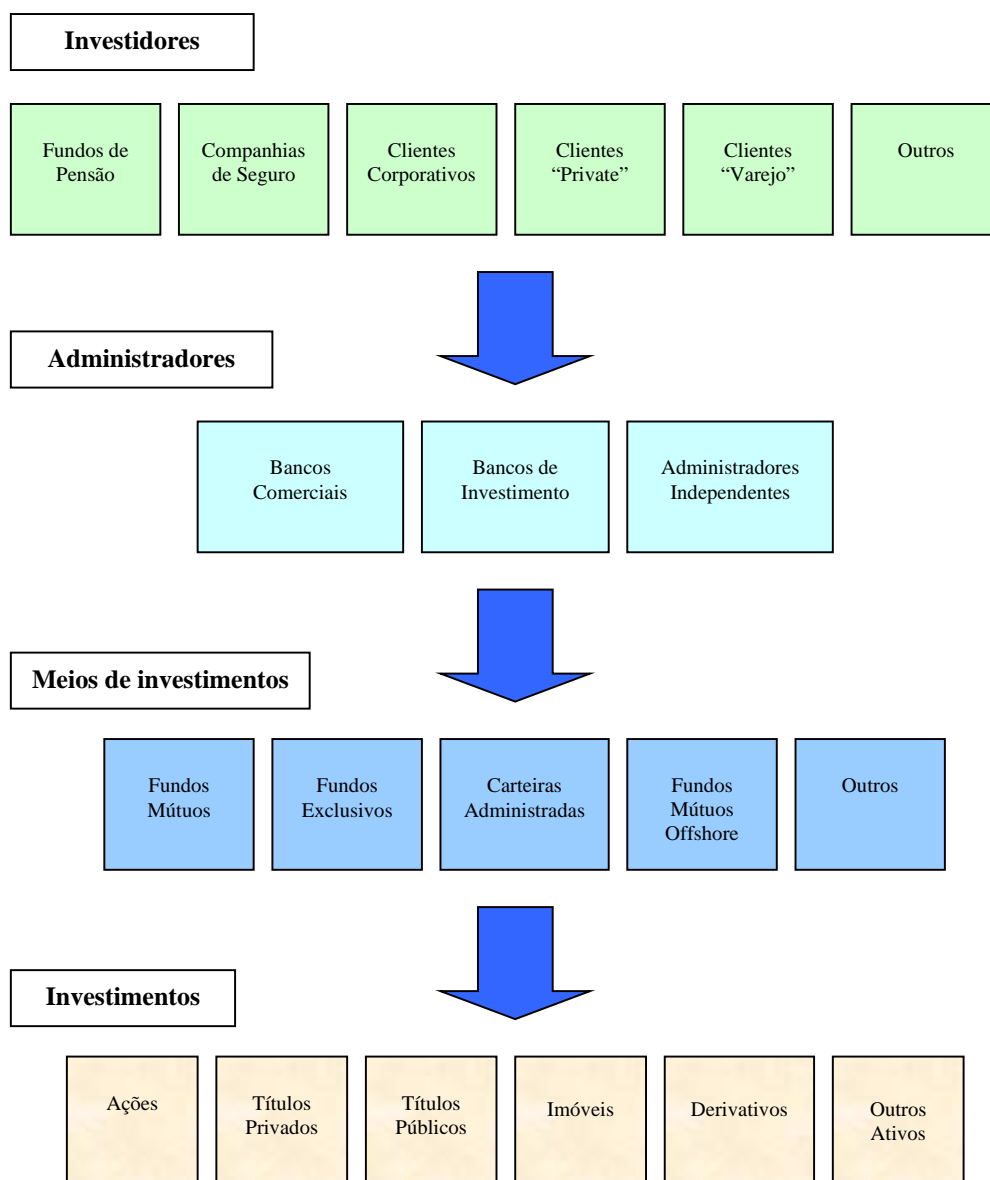 Investidores
Fundos de
Pensão
Companhias
de Seguro
Clientes
Corporativos
Clientes
“Private”
Clientes
“Varejo”
Outros
Administradores
Bancos
Comerciais
Bancos de
Investimento
Administradores
Independentes
Meios de investimentos
Fundos
Mútuos
Fundos
Exclusivos
Carteiras
Administradas
Fundos
Mútuos
Offshore
Outros
Investimentos
Ações
Títulos
Privados
Títulos
Públicos
Imóveis
Derivativos
Outros
Ativos